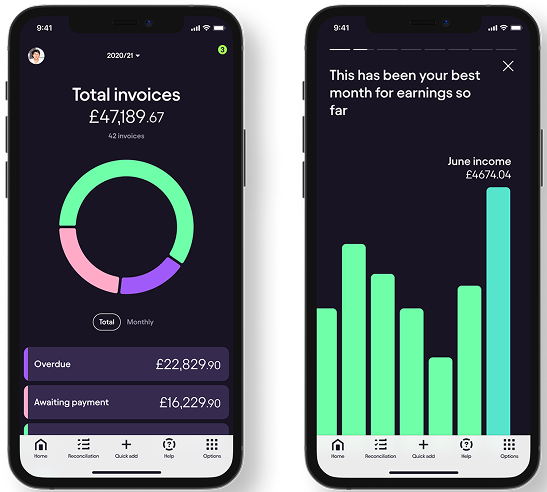 9:41
2020/21
3
Total invoices
£47,189.67
42 invoices
Total
Monthly
Overdue
£22,829.90
Awaiting payment
£16,229.90
Home
Reconciliation
Quick add
Help
Options
9:41
This has been your best
month for earnings so
far
June income
£4674.04
Home
Reconciliation
Quick add
Help
Options